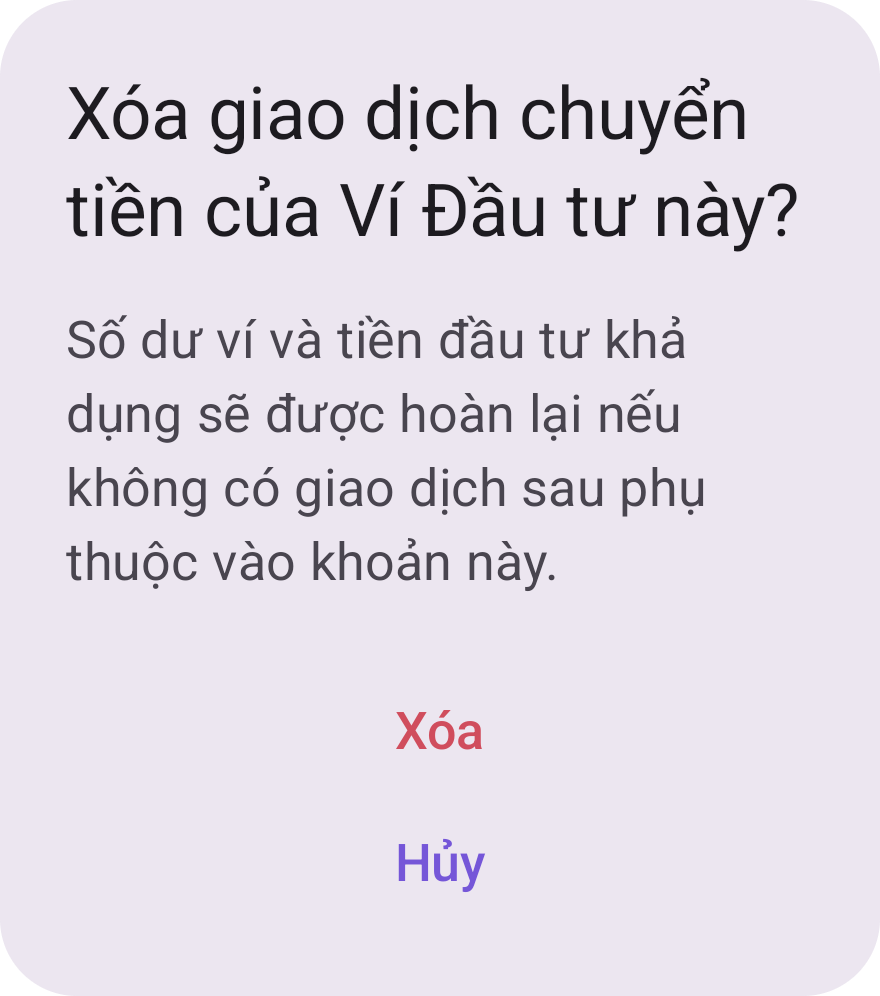 Xóa giao dịch chuyển
tiền của Ví Đầu tư này?
Số dư ví và tiền đầu tư khả
dụng sẽ được hoàn lại nếu
không có giao dịch sau phụ
thuộc vào khoản này.
Xóa
Hủy